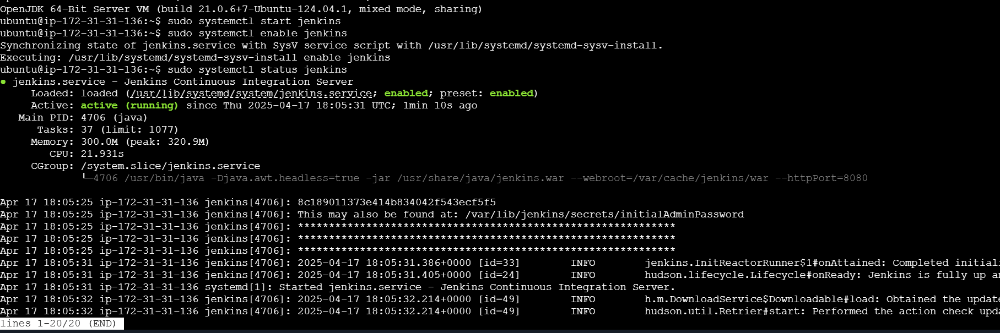 OpenJDK 64-Bit Server VM (build 21.0.6+7-Ubuntu-124.04.1, mixed mode, sharing)
ubuntu@ip-172-31-31-136:~$ sudo systemctl start jenkins
ubuntu@ip-172-31-31-136:~$ sudo systemctl enable jenkins
Synchronizing state of jenkins.service with SysV service script with /usr/lib/systemd/systemd-sysv-install.
Executing: /usr/lib/systemd/systemd-sysv-install enable jenkins
ubuntu@ip-172-31-31-136:~$ sudo systemctl status jenkins
● jenkins.service - Jenkins Continuous Integration Server
     Loaded: loaded (/usr/lib/systemd/system/jenkins.service; enabled; preset: enabled)
     Active: active (running) since Thu 2025-04-17 18:05:31 UTC; 1min 10s ago
   Main PID: 4706 (java)
      Tasks: 37 (limit: 1077)
     Memory: 300.0M (peak: 320.9M)
        CPU: 21.931s
     CGroup: /system.slice/jenkins.service
             └─4706 /usr/bin/java -Djava.awt.headless=true -jar /usr/share/java/jenkins.war --webroot=/var/cache/jenkins/war --httpPort=8080
Apr 17 18:05:25 ip-172-31-31-136 jenkins[4706]: 8c189011373e414b834042f543ecf5f5
Apr 17 18:05:25 ip-172-31-31-136 jenkins[4706]: This may also be found at: /var/lib/jenkins/secrets/initialAdminPassword
Apr 17 18:05:25 ip-172-31-31-136 jenkins[4706]: *************************************************************
Apr 17 18:05:25 ip-172-31-31-136 jenkins[4706]: *************************************************************
Apr 17 18:05:25 ip-172-31-31-136 jenkins[4706]: *************************************************************
Apr 17 18:05:31 ip-172-31-31-136 jenkins[4706]: 2025-04-17 18:05:31.386+0000 [id=33]        INFO        jenkins.InitReactorRunner$1#onAttained: Completed initiali
Apr 17 18:05:31 ip-172-31-31-136 jenkins[4706]: 2025-04-17 18:05:31.405+0000 [id=24]        INFO        hudson.lifecycle.Lifecycle#onReady: Jenkins is fully up an
Apr 17 18:05:31 ip-172-31-31-136 systemd[1]: Started jenkins.service - Jenkins Continuous Integration Server.
Apr 17 18:05:32 ip-172-31-31-136 jenkins[4706]: 2025-04-17 18:05:32.214+0000 [id=49]        INFO        h.m.DownloadService$Downloadable#load: Obtained the update
Apr 17 18:05:32 ip-172-31-31-136 jenkins[4706]: 2025-04-17 18:05:32.214+0000 [id=49]        INFO        hudson.util.Retrier#start: Performed the action check upda
lines 1-20/20 (END)